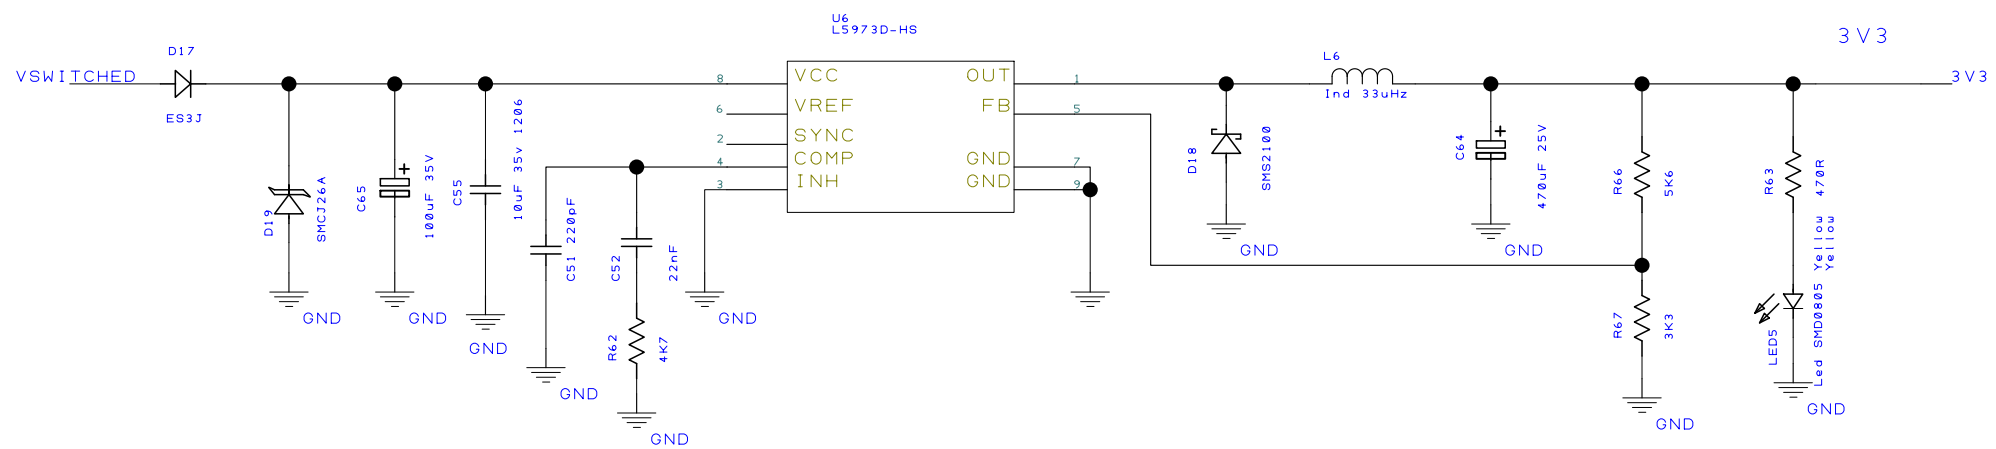 U6
L5973D-HS
3V3
D17
VSWITCHED
ES3J
D19
SMCJ26A
GND
C65
100uF 35V
GND
C55
10uF 35v 1206
GND
C51 220pF
GND
C52
22nF
R62
4K7
GND
GND
8
6
2
4
3
VCC
VREF
SYNC
COMP
INH
OUT
FB
GND
GND
1
5
7
9
D18
SMS2100
GND
L6
Ind 33uHz
C64
470uF 25V
GND
R66
5K6
R67
3K3
GND
R63
470R
LED5
Led SMD0805 Yellow
Yellow
GND
3V3